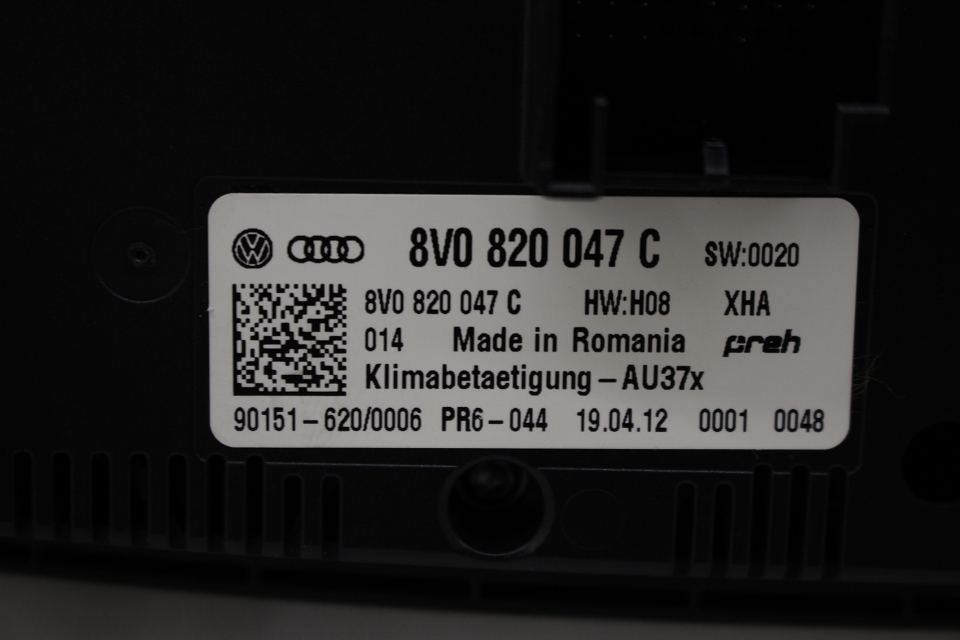 8V0 820 047 C SW:0020
8V0 820 047 C HW:H08 XHA
014 Made in Romania preh
Klimabetaetigung-AU37x
90151-620/0006 PR6-044 19.04.12 0001 0048